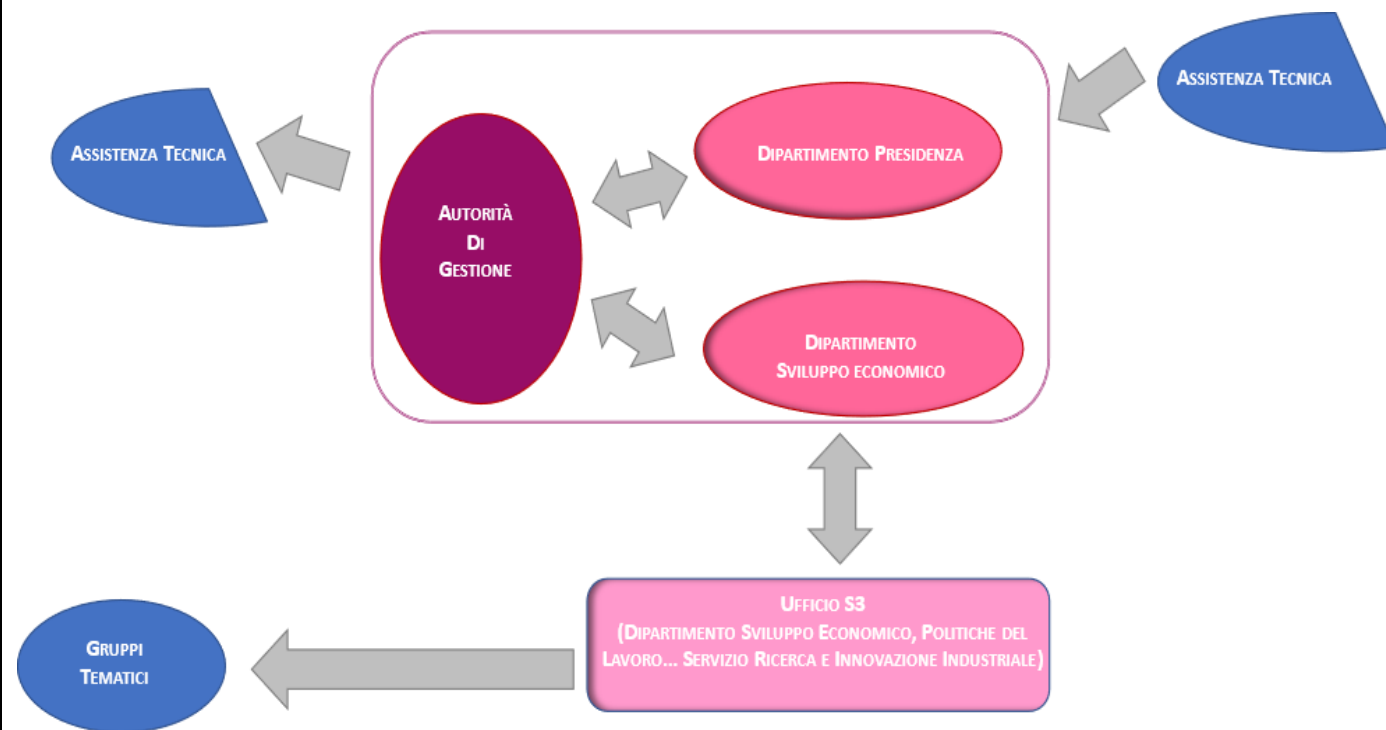 Assistenza Tecnica
Assistenza Tecnica
Dipartimento Presidenza
Autorità
Di
Gestione
Dipartimento
Sviluppo economico
Ufficio S3
(Dipartimento Sviluppo Economico, Politiche del
Lavoro... Servizio Ricerca e Innovazione Industriale)
Gruppi
Tematici